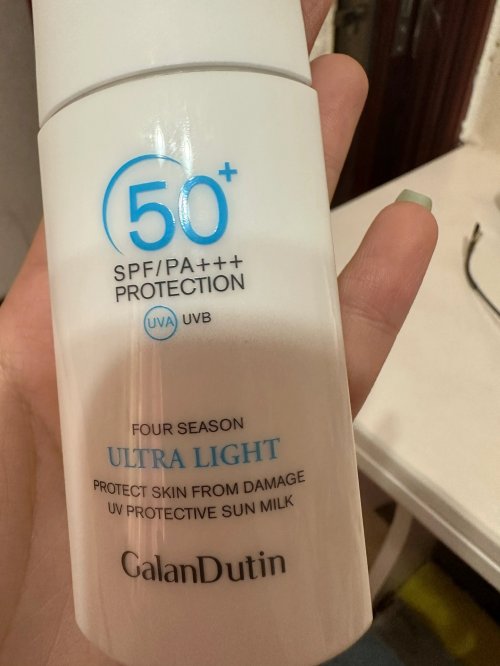 50+
SPF/PA+++
PROTECTION
UVA UVB
FOUR SEASON
ULTRA LIGHT
PROTECT SKIN FROM DAMAGE
UV PROTECTIVE SUN MILK
GalanDutin